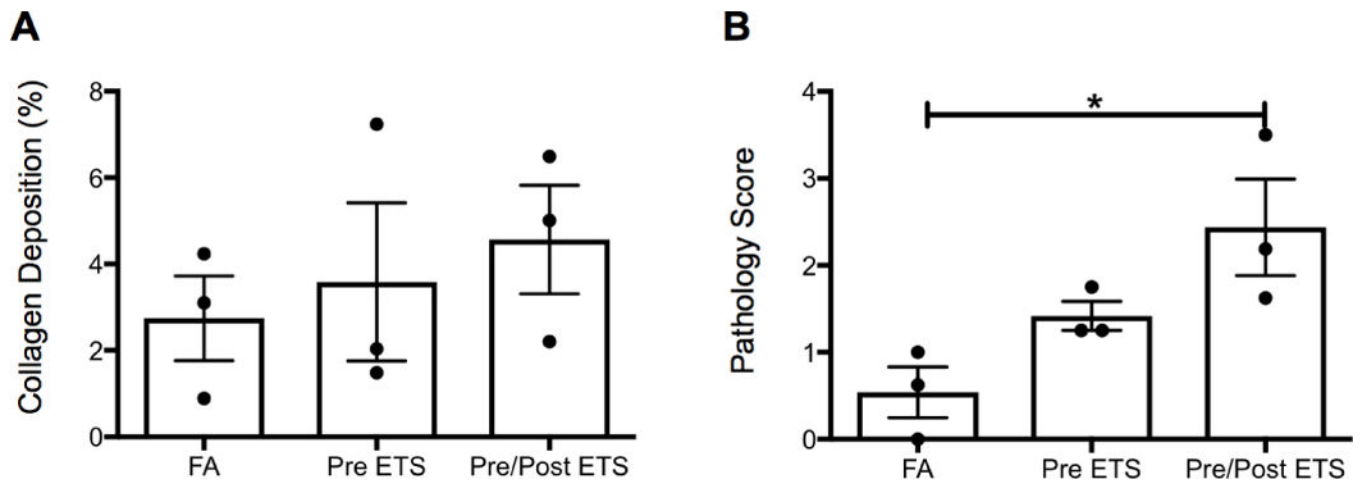 A
Collagen Deposition (%)
8
6
4
2
0
FA
Pre ETS
Pre/Post ETS
B
Pathology Score
4
3
2
1
0
*
FA
Pre ETS
Pre/Post ETS